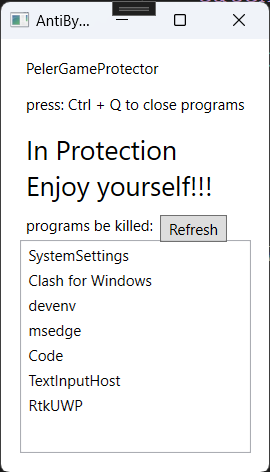 AntiBy...
PelerGameProtector
press: Ctrl + Q to close programs
In Protection
Enjoy yourself!!!
programs be killed: Refresh
SystemSettings
Clash for Windows
devenv
msedge
Code
TextInputHost
RtkUWP